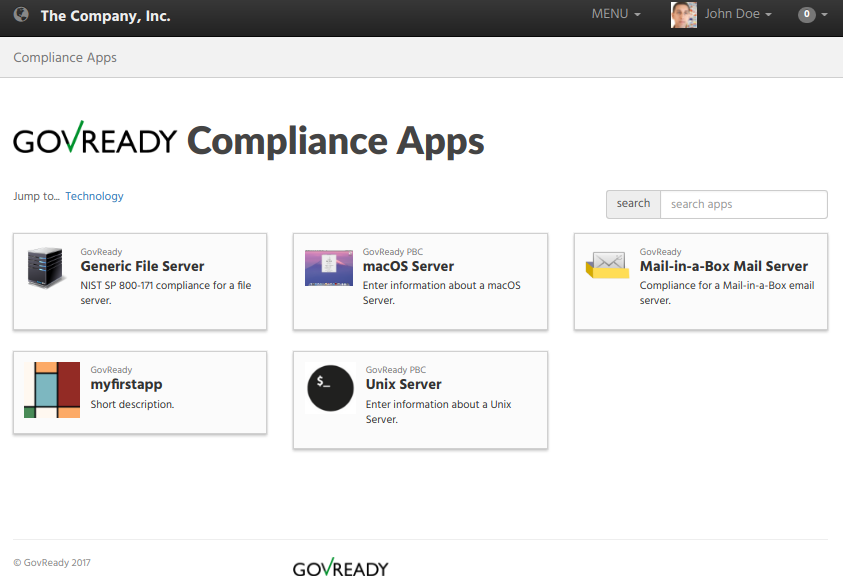 The Company, Inc.
MENU
John Doe
0
Compliance Apps
GOVREADY Compliance Apps
Jump to... Technology
search
search apps
GovReady
Generic File Server
NIST SP 800-171 compliance for a file
server.
GovReady PBC
macOS Server
Enter information about a macOS
Server.
GovReady
Mail-in-a-Box Mail Server
Compliance for a Mail-in-a-Box email
server.
GovReady
myfirstapp
Short description.
$_
GovReady PBC
Unix Server
Enter information about a Unix
Server.
© GovReady 2017
GOVREADY